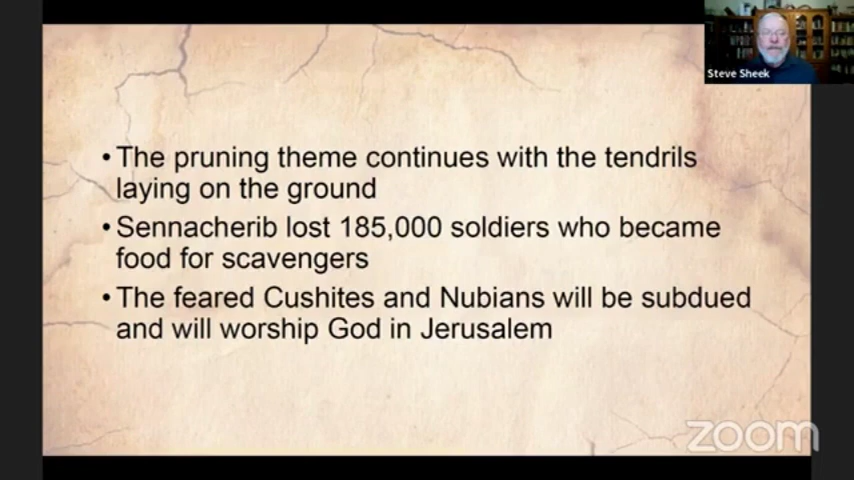 Steve Sheek
• The pruning theme continues with the tendrils
laying on the ground
• Sennacherib lost 185,000 soldiers who became
food for scavengers
• The feared Cushites and Nubians will be subdued
and will worship God in Jerusalem
zoom